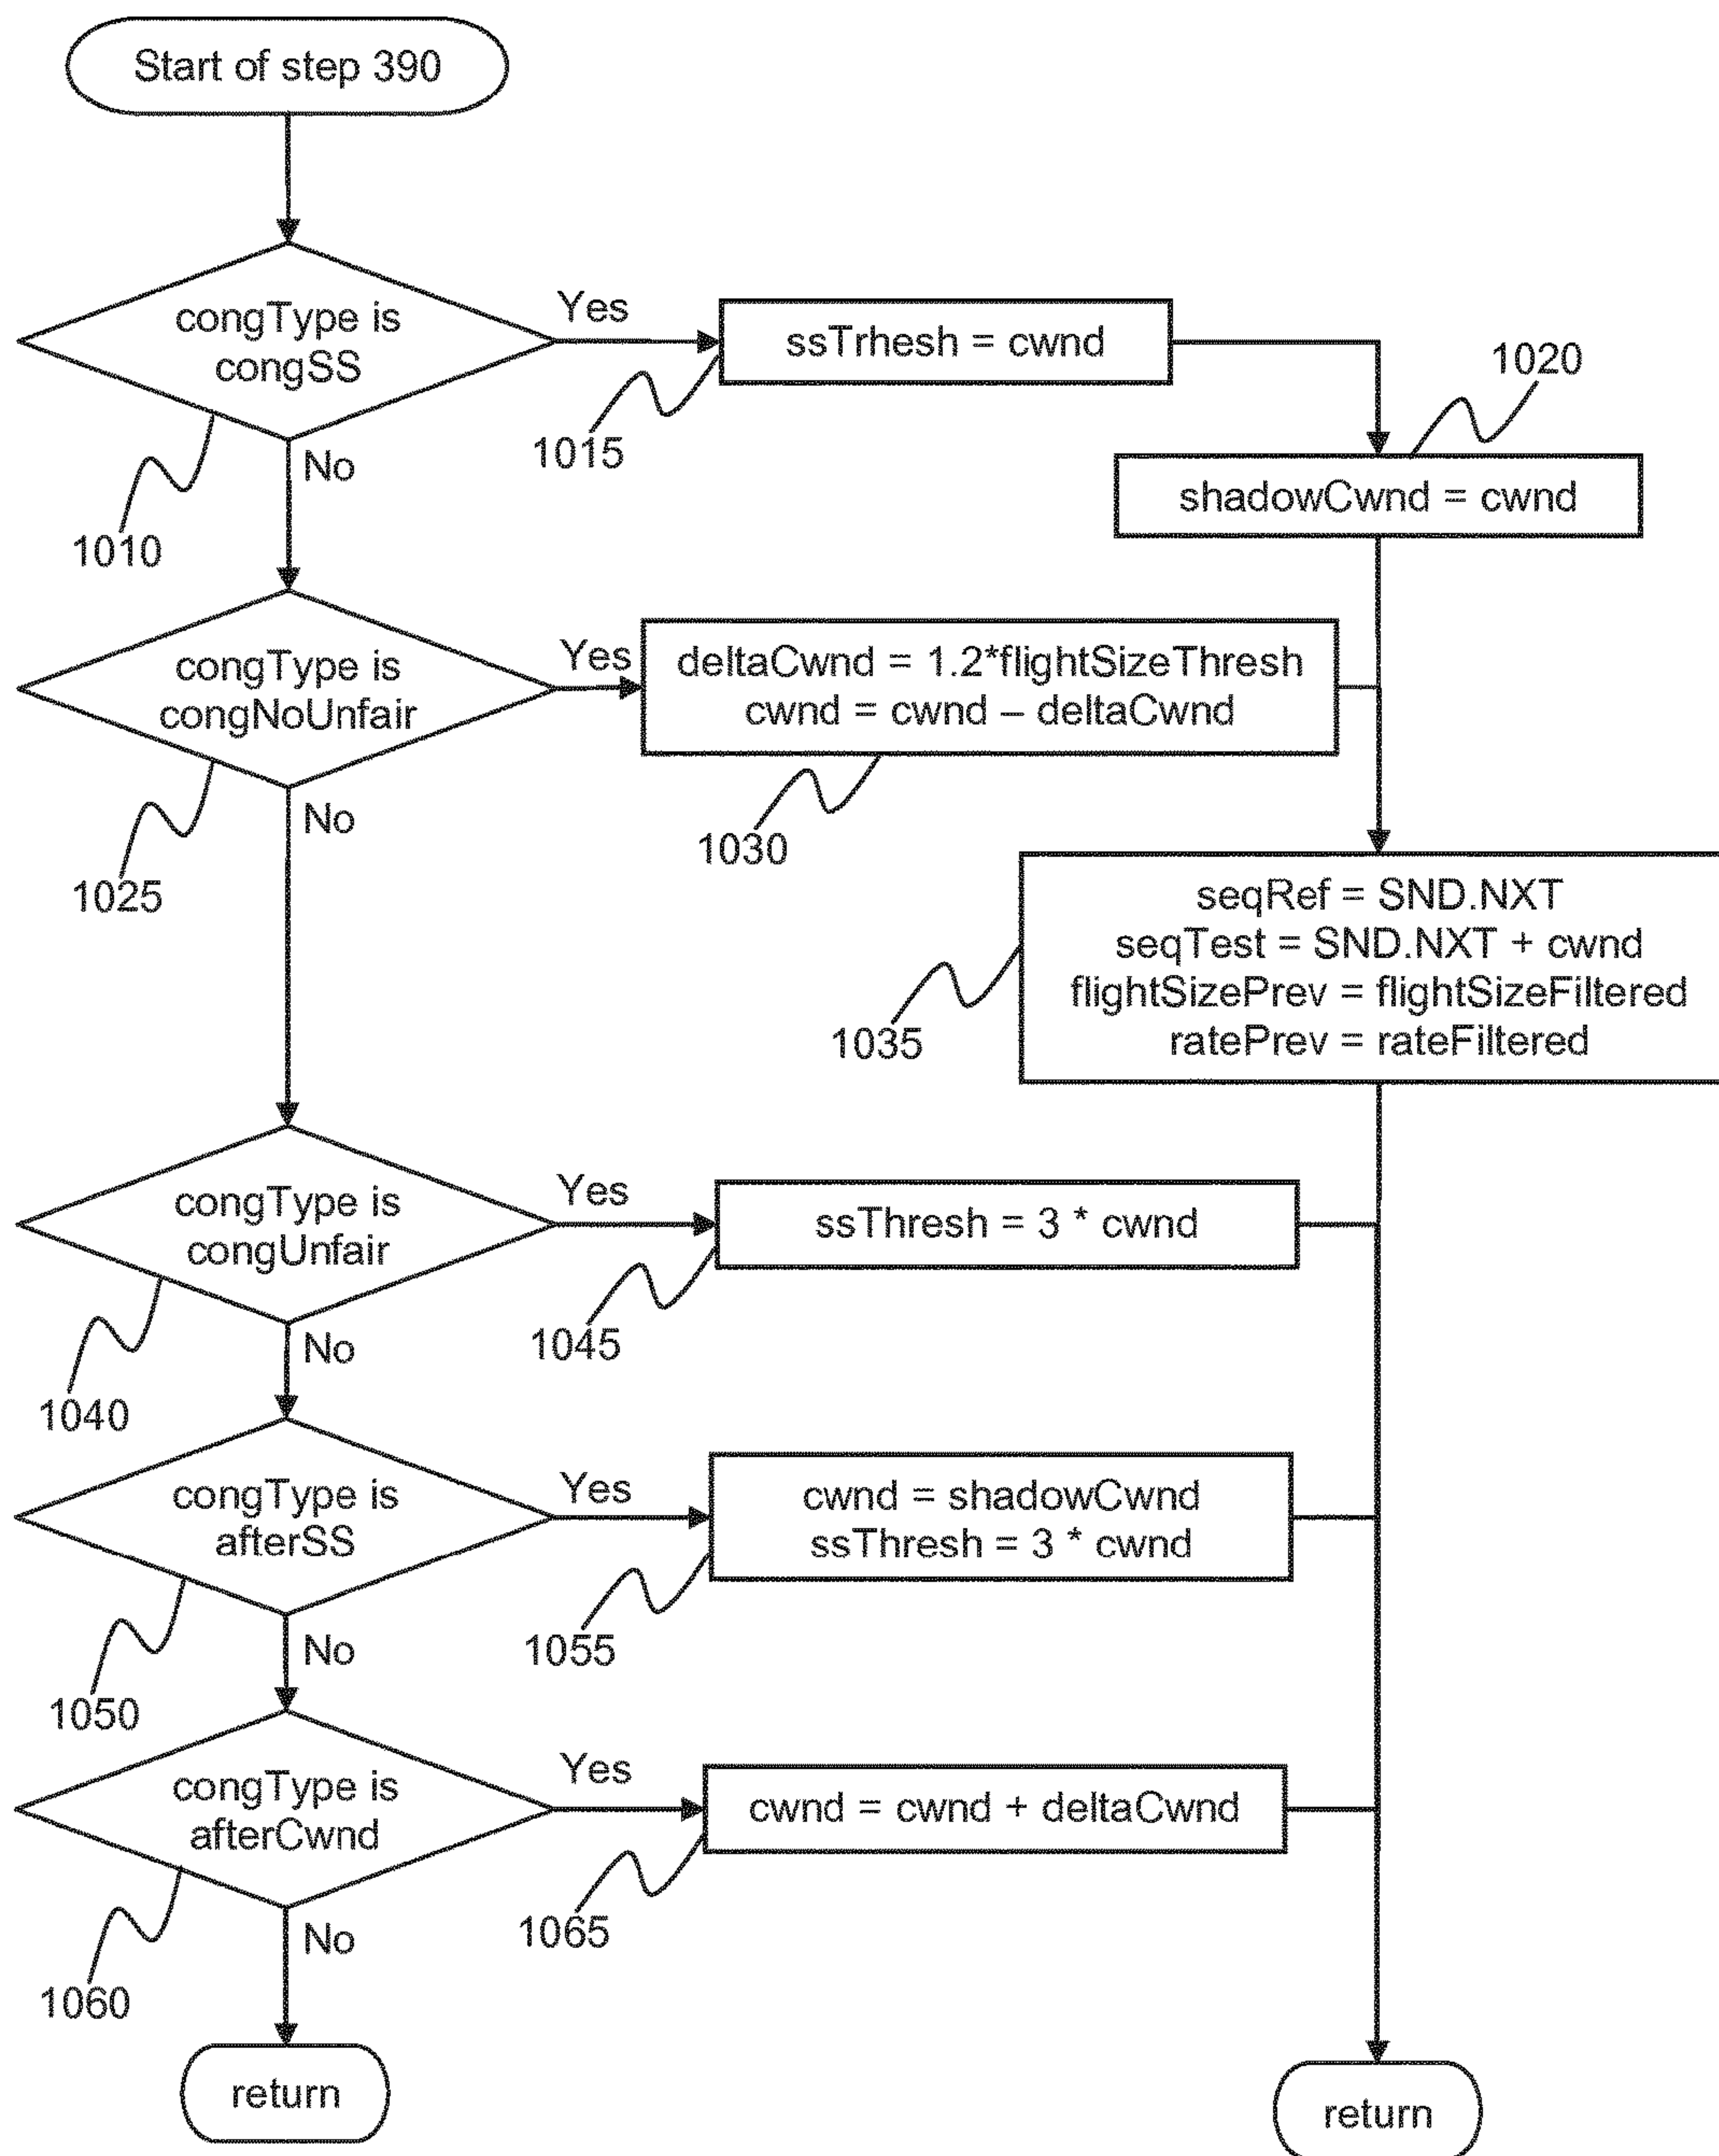 Start of step 390
congType is
congSS
Yes
ssTrhesh = cwnd
1020
1015
No
shadowCwnd = cwnd
1010
congType is
congNoUnfair
Yes
deltaCwnd = 1.2*flightSizeThresh
cwnd = cwnd – deltaCwnd
No
1030
1025
seqRef = SND.NXT
seqTest = SND.NXT + cwnd
flightSizePrev = flightSizeFiltered
ratePrev = rateFiltered
1035
congType is
congUnfair
Yes
ssThresh = 3 * cwnd
No
1045
1040
congType is
afterSS
Yes
cwnd = shadowCwnd
ssThresh = 3 * cwnd
No
1055
1050
congType is
afterCwnd
Yes
cwnd = cwnd + deltaCwnd
No
1065
1060
return
return